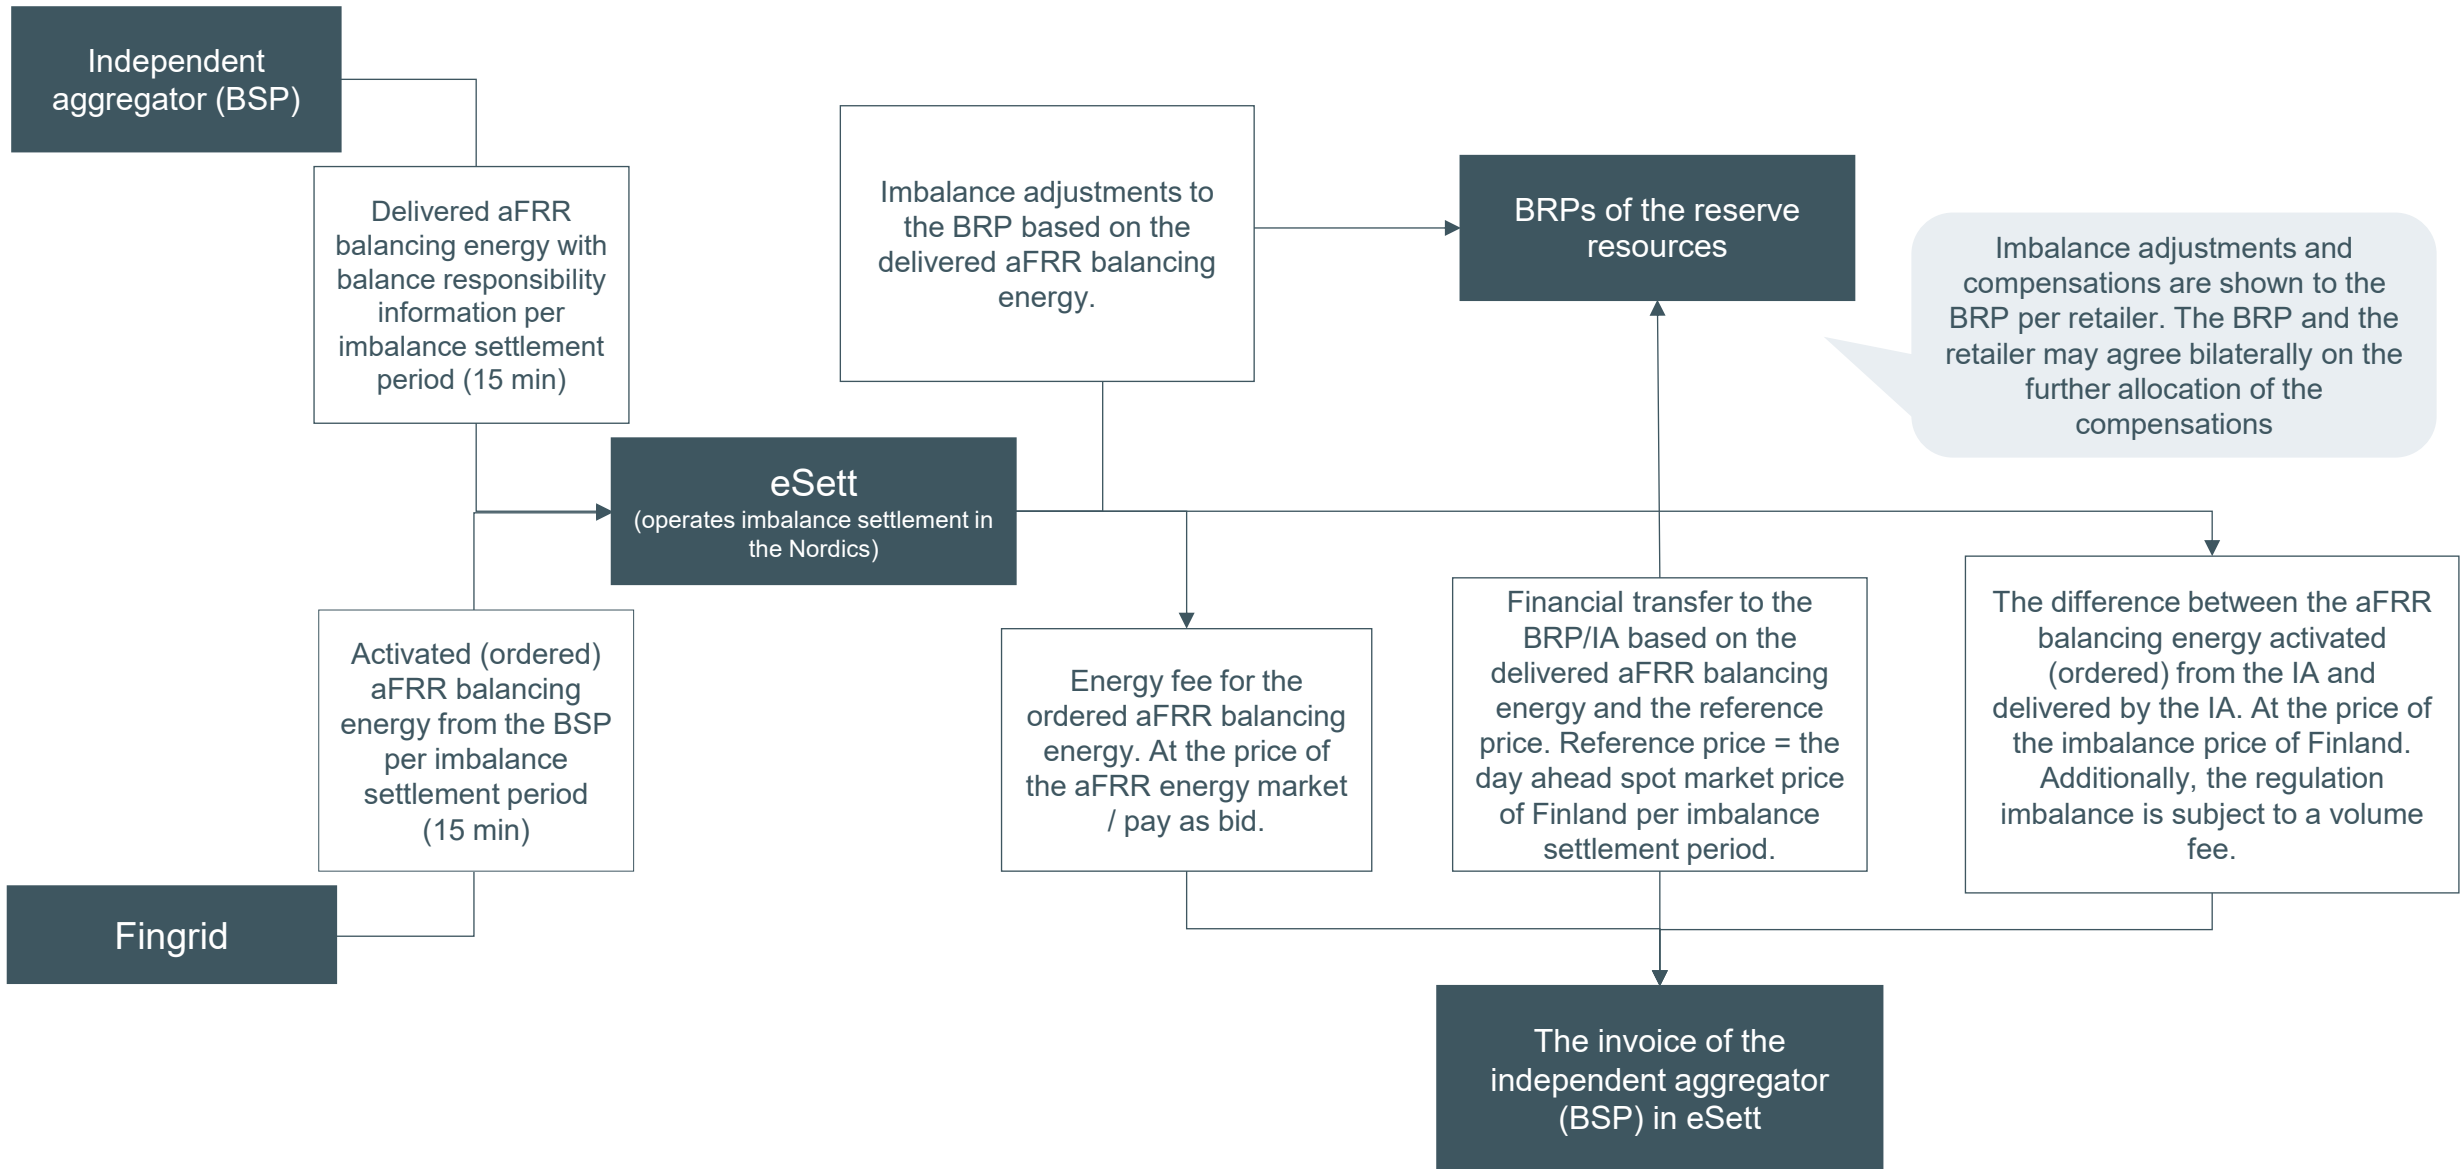 Independent
aggregator (BSP)
Delivered aFRR
balancing energy with
balance responsibility
information per
imbalance settlement
period (15 min)
Imbalance adjustments to
the BRP based on the
delivered aFRR balancing
energy.
BRPs of the reserve
resources
Imbalance adjustments and
compensations are shown to the
BRP per retailer. The BRP and the
retailer may agree bilaterally on the
further allocation of the
compensations
eSett
(operates imbalance settlement in
the Nordics)
Activated (ordered)
aFRR balancing
energy from the BSP
per imbalance
settlement period
(15 min)
Fingrid
Energy fee for the
ordered aFRR balancing
energy. At the price of
the aFRR energy market
/ pay as bid.
Financial transfer to the
BRP/IA based on the
delivered aFRR balancing
energy and the reference
price. Reference price = the
day ahead spot market price
of Finland per imbalance
settlement period.
The difference between the aFRR
balancing energy activated
(ordered) from the IA and
delivered by the IA. At the price of
the imbalance price of Finland.
Additionally, the regulation
imbalance is subject to a volume
fee.
The invoice of the
independent aggregator
(BSP) in eSett